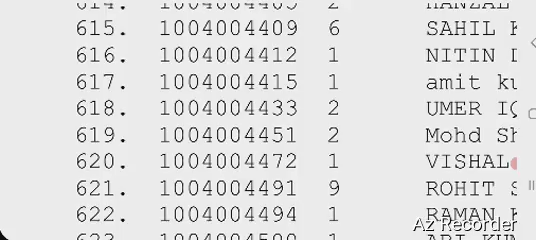 615. 1004004409 6 SAHIL
616. 1004004412 1 NITIN
617. 1004004415 1 amit
618. 1004004433 2 UMER
619. 1004004451 2 Mohd
620. 1004004472 1 VISHAL
621. 1004004491 9 ROHIT
622. 1004004494 1 RAMAN
Az Recorder